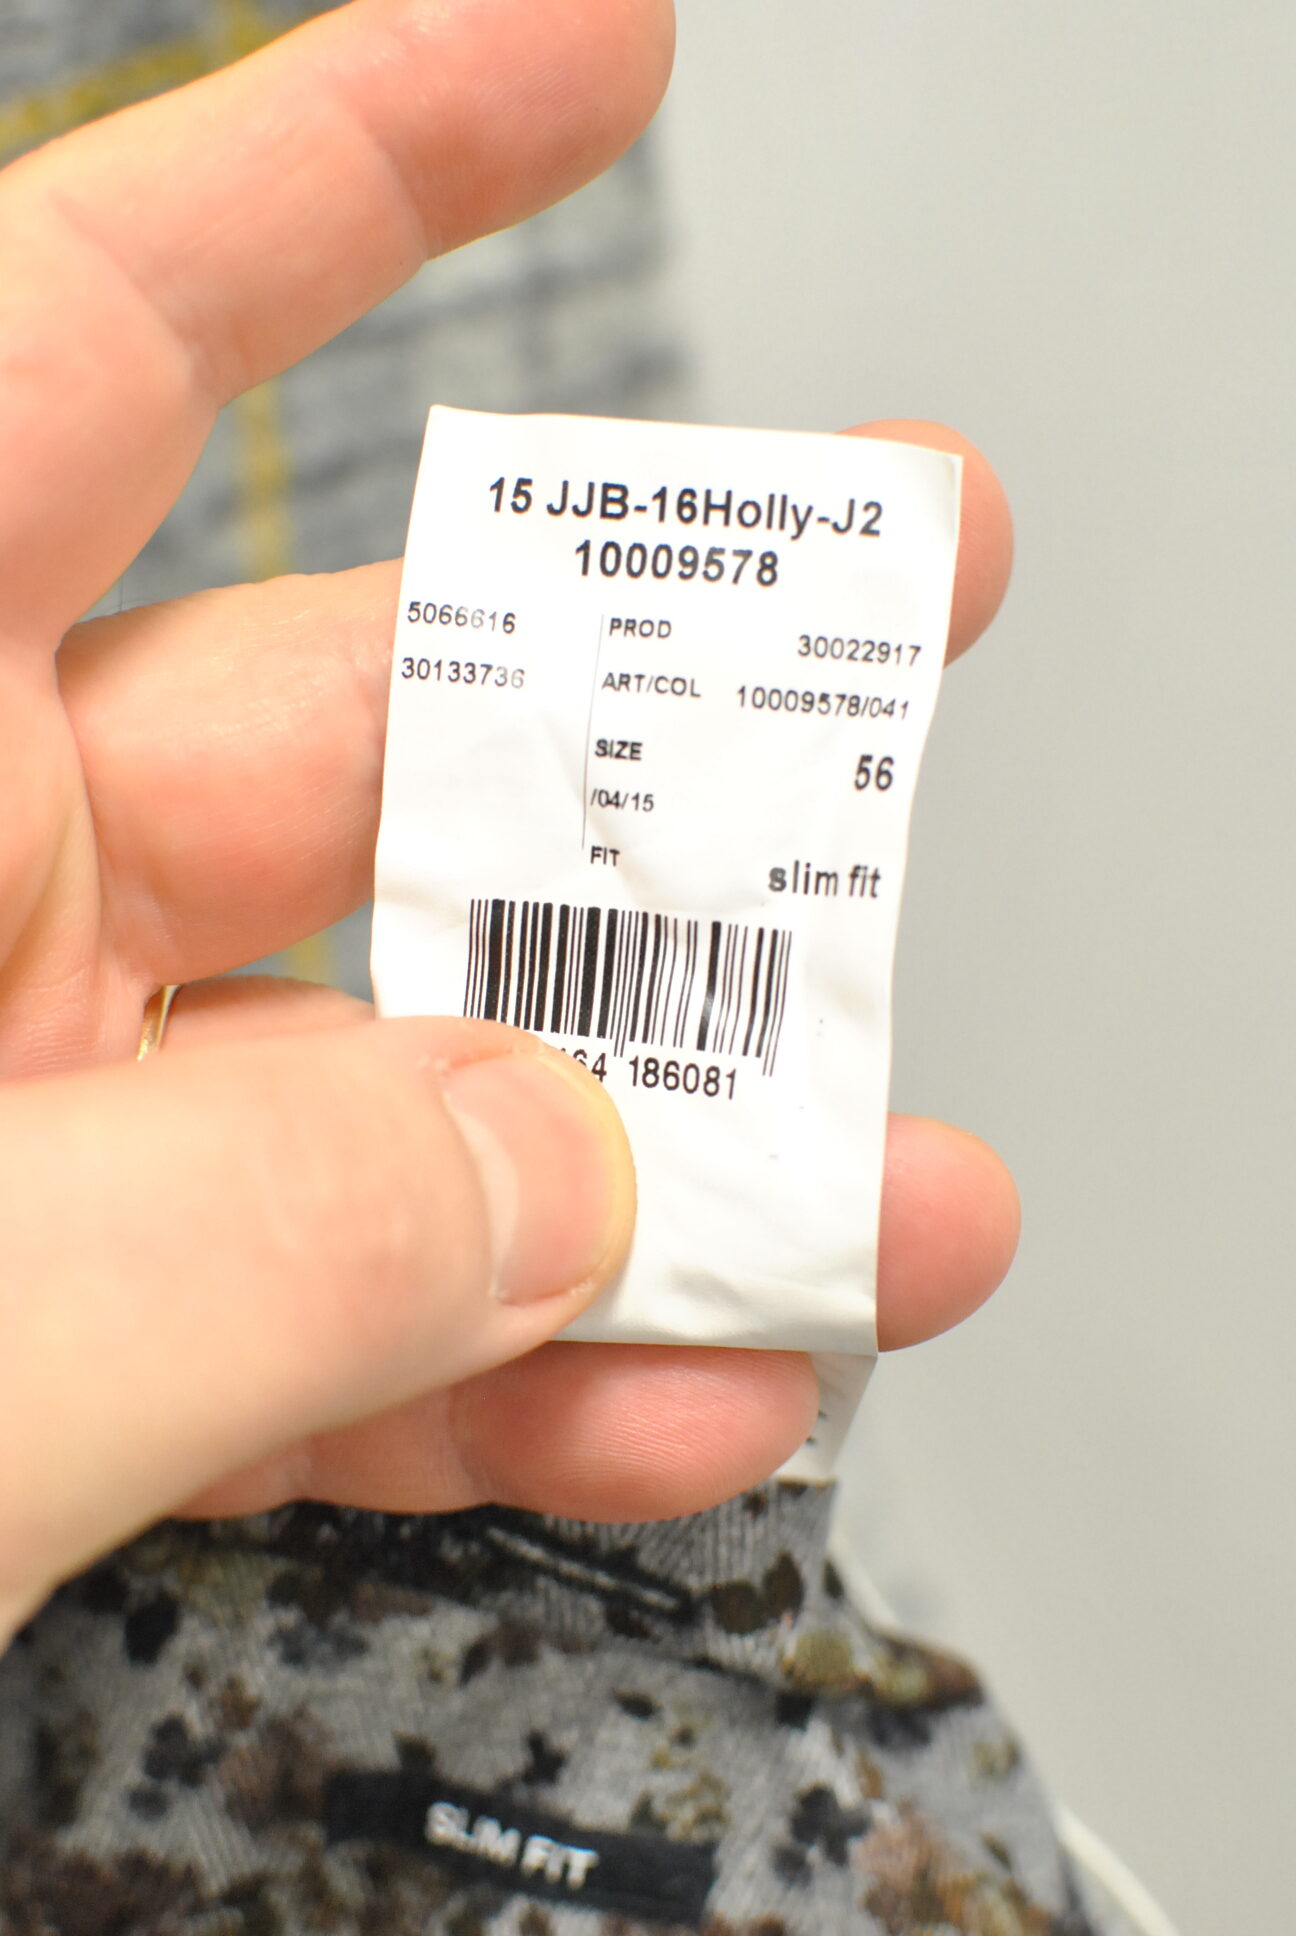 15 JJB-16Holly-J2
10009578
5066616
30133736
PROD 30022917
ART/COL 10009578/041
SIZE 56
/04/15
FIT slim fit
64 186081
SLIM FIT